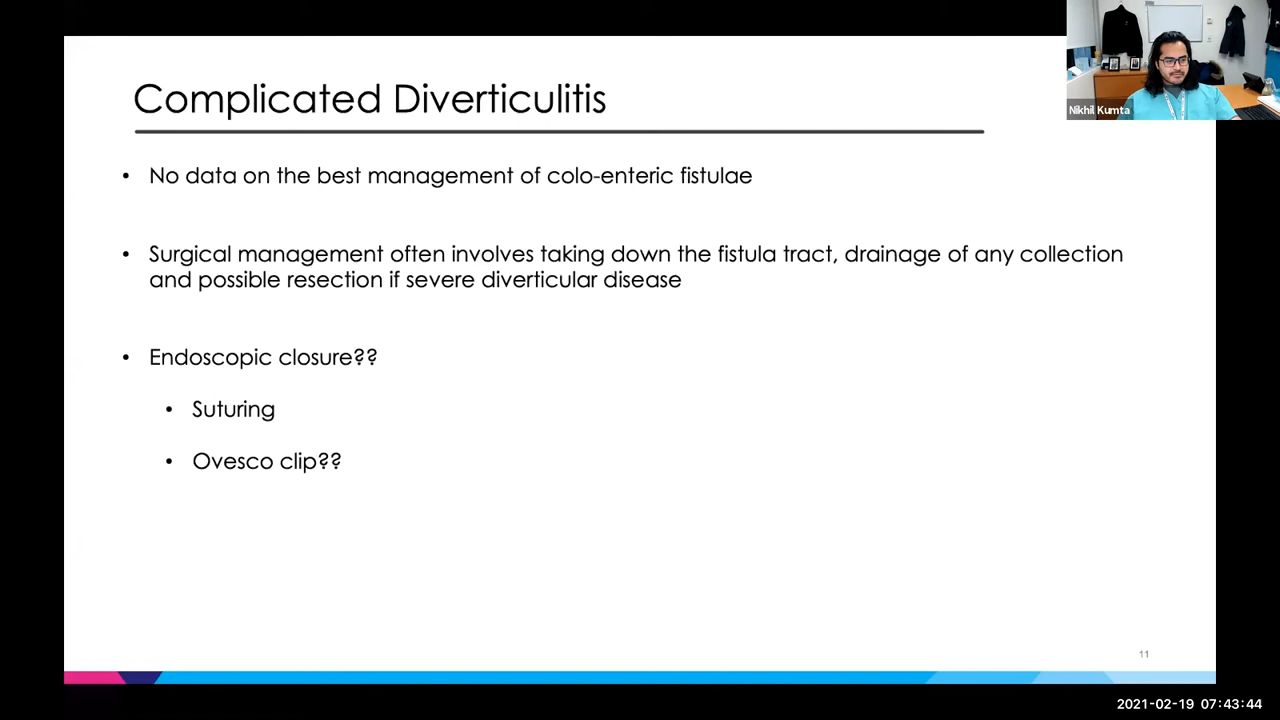 Complicated Diverticulitis
Nikhil Kumta
• No data on the best management of colo-enteric fistulae
• Surgical management often involves taking down the fistula tract, drainage of any collection
and possible resection if severe diverticular disease
• Endoscopic closure??
• Suturing
• Ovesco clip??
11
2021-02-19 07:43:44